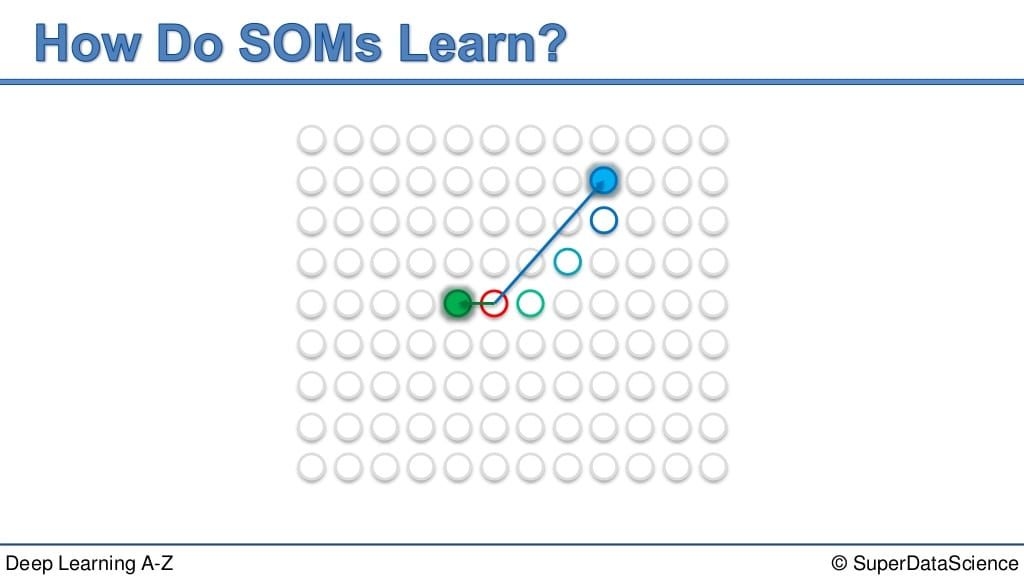 How Do SOMs Learn?
Deep Learning A-Z
© SuperDataScience